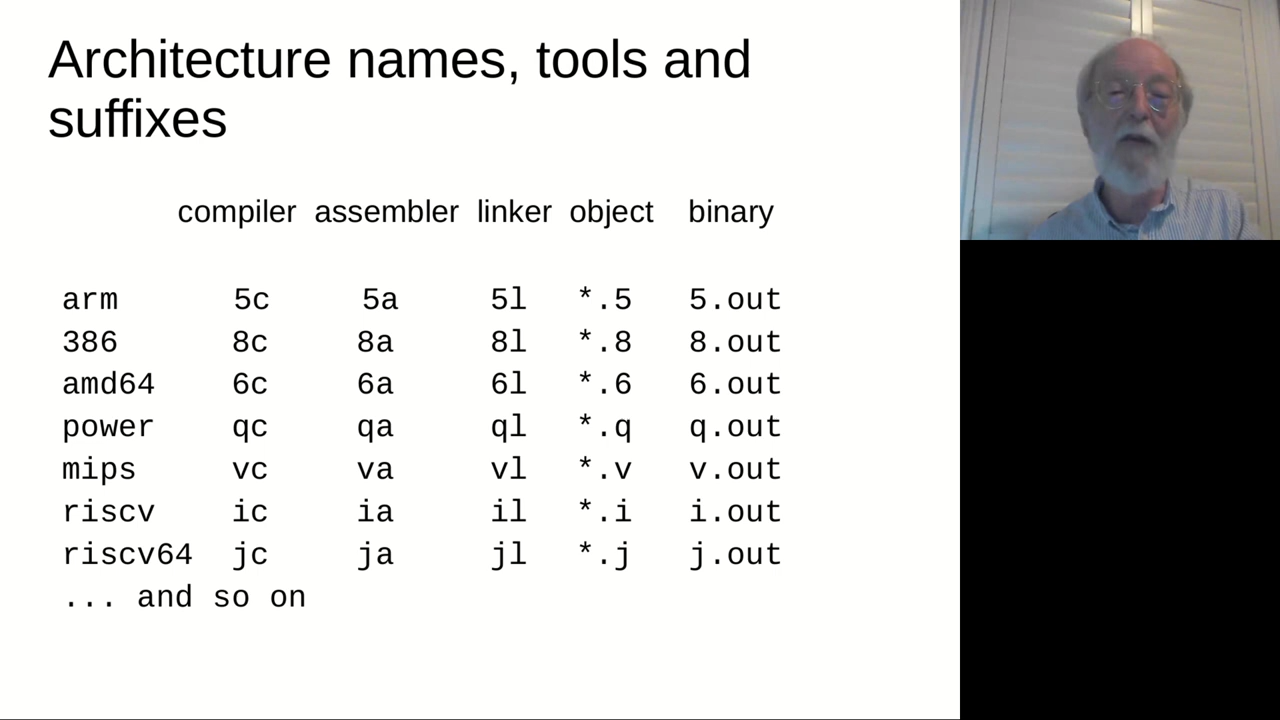 Architecture names, tools and
suffixes
compiler assembler linker object binary
arm 5c 5a 5l *.5 5.out
386 8c 8a 8l *.8 8.out
amd64 6c 6a 6l *.6 6.out
power qc qa ql *.q q.out
mips vc va vl *.v v.out
riscv ic ia il *.i i.out
riscv64 jc ja jl *.j j.out
... and so on